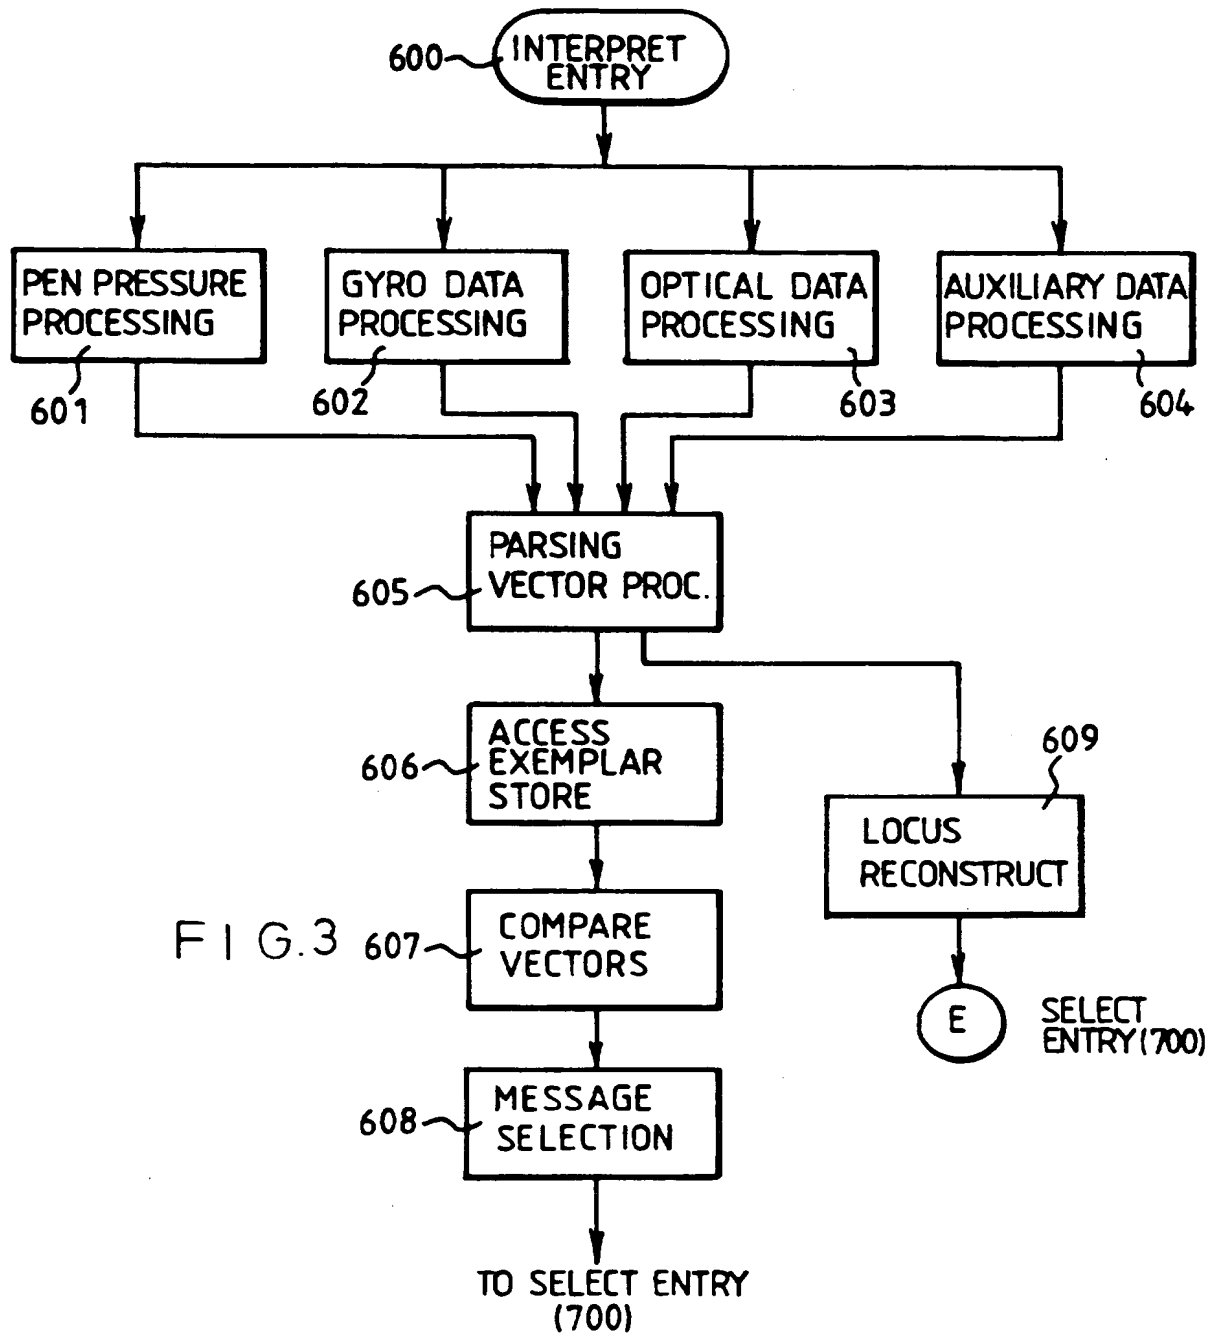 600
INTERPRET
ENTRY
PEN PRESSURE
PROCESSING
601
GYRO DATA
PROCESSING
602
OPTICAL DATA
PROCESSING
603
AUXILIARY DATA
PROCESSING
604
PARSING
VECTOR PROC.
605
ACCESS
EXEMPLAR
STORE
606
609
LOCUS
RECONSTRUCT
FIG.3
607
COMPARE
VECTORS
E
SELECT
ENTRY(700)
608
MESSAGE
SELECTION
TO SELECT ENTRY
(700)